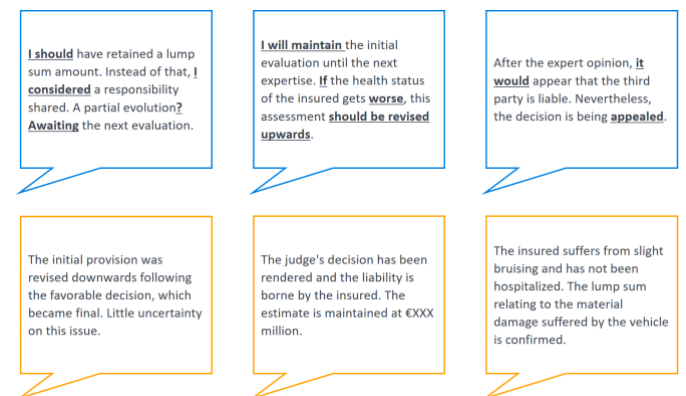 I should have retained a lump
sum amount. Instead of that, I
considered a responsibility
shared. A partial evolution?
Awaiting the next evaluation.
I will maintain the initial
evaluation until the next
expertise. If the health status
of the insured gets worse, this
assessment should be revised
upwards.
After the expert opinion, it
would appear that the third
party is liable. Nevertheless,
the decision is being appealed.
The initial provision was
revised downwards following
the favorable decision, which
became final. Little uncertainty
on this issue.
The judge's decision has been
rendered and the liability is
borne by the insured. The
estimate is maintained at €XXX
million.
The insured suffers from slight
bruising and has not been
hospitalized. The lump sum
relating to the material
damage suffered by the vehicle
is confirmed.